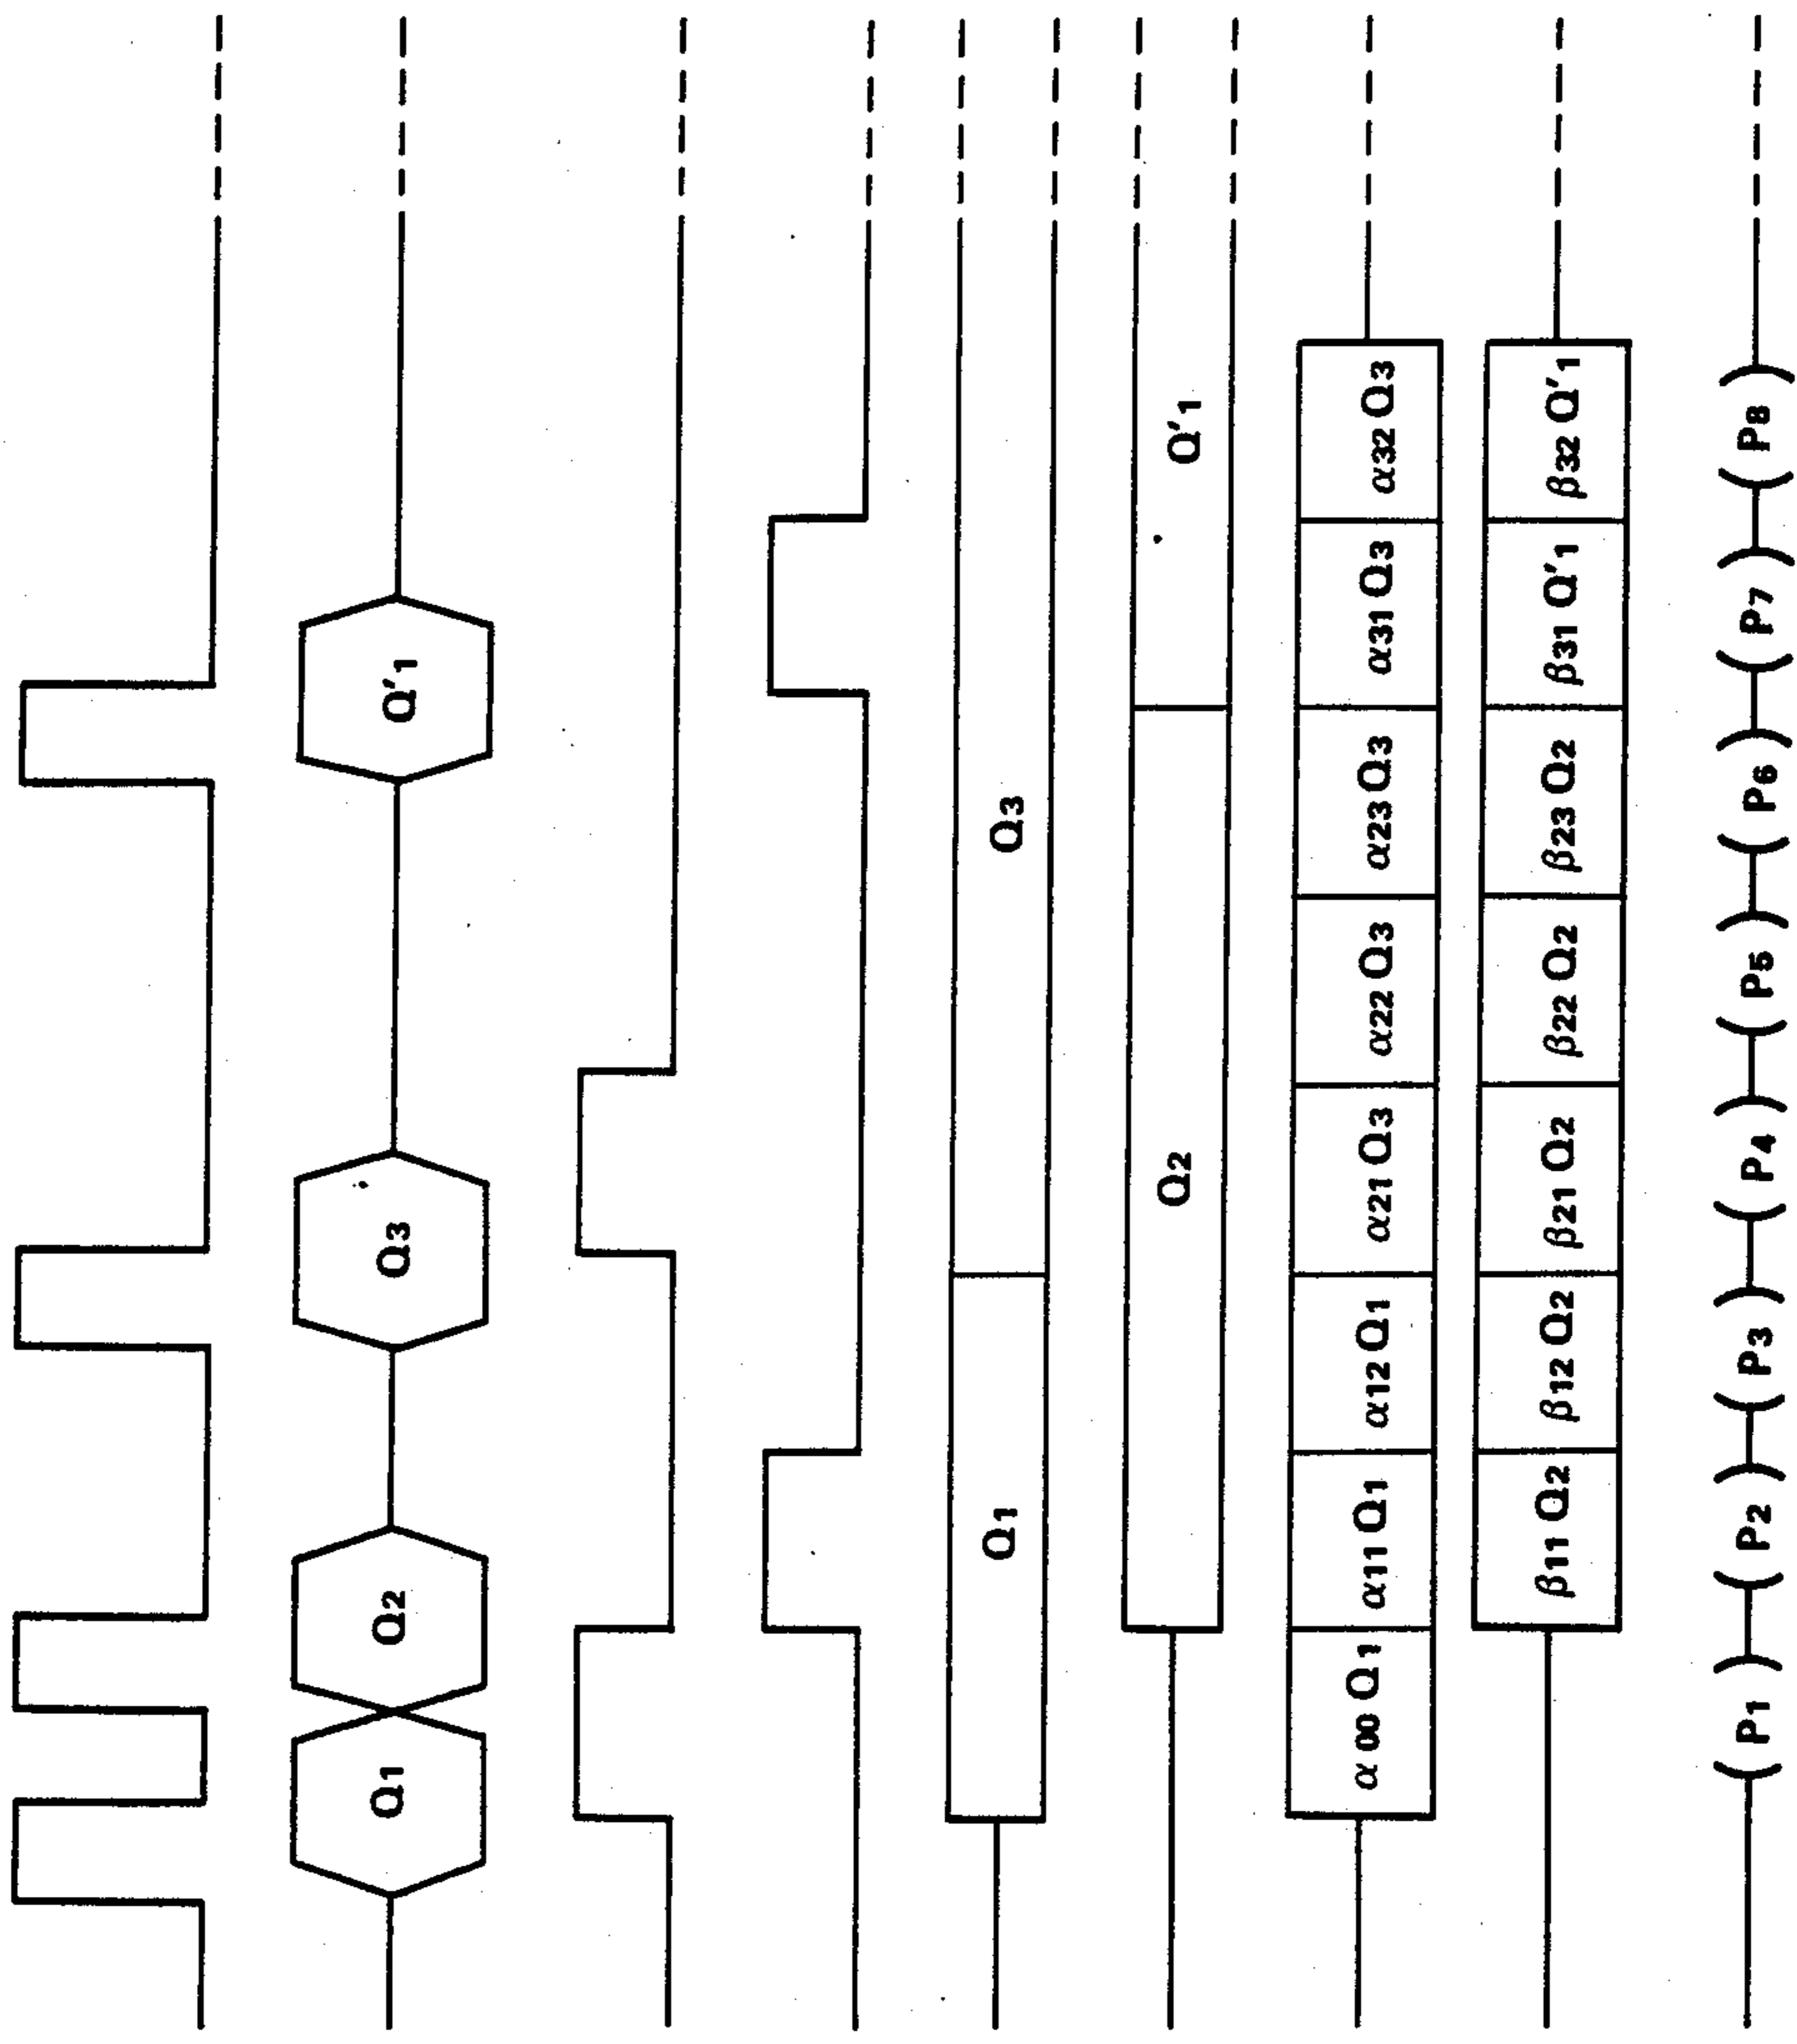 Q1 Q2 Q3 Q'1
Q1 Q3
Q2 Q'1
α00 Q1 α11 Q1 α12 Q1 α21 Q3 α22 Q3 α23 Q3 α31 Q3 α32 Q3
β11 Q2 β12 Q2 β21 Q2 β22 Q2 β23 Q2 β31 Q'1 β32 Q'1
(P1) (P2) (P3) (P4) (P5) (P6) (P7) (P8)